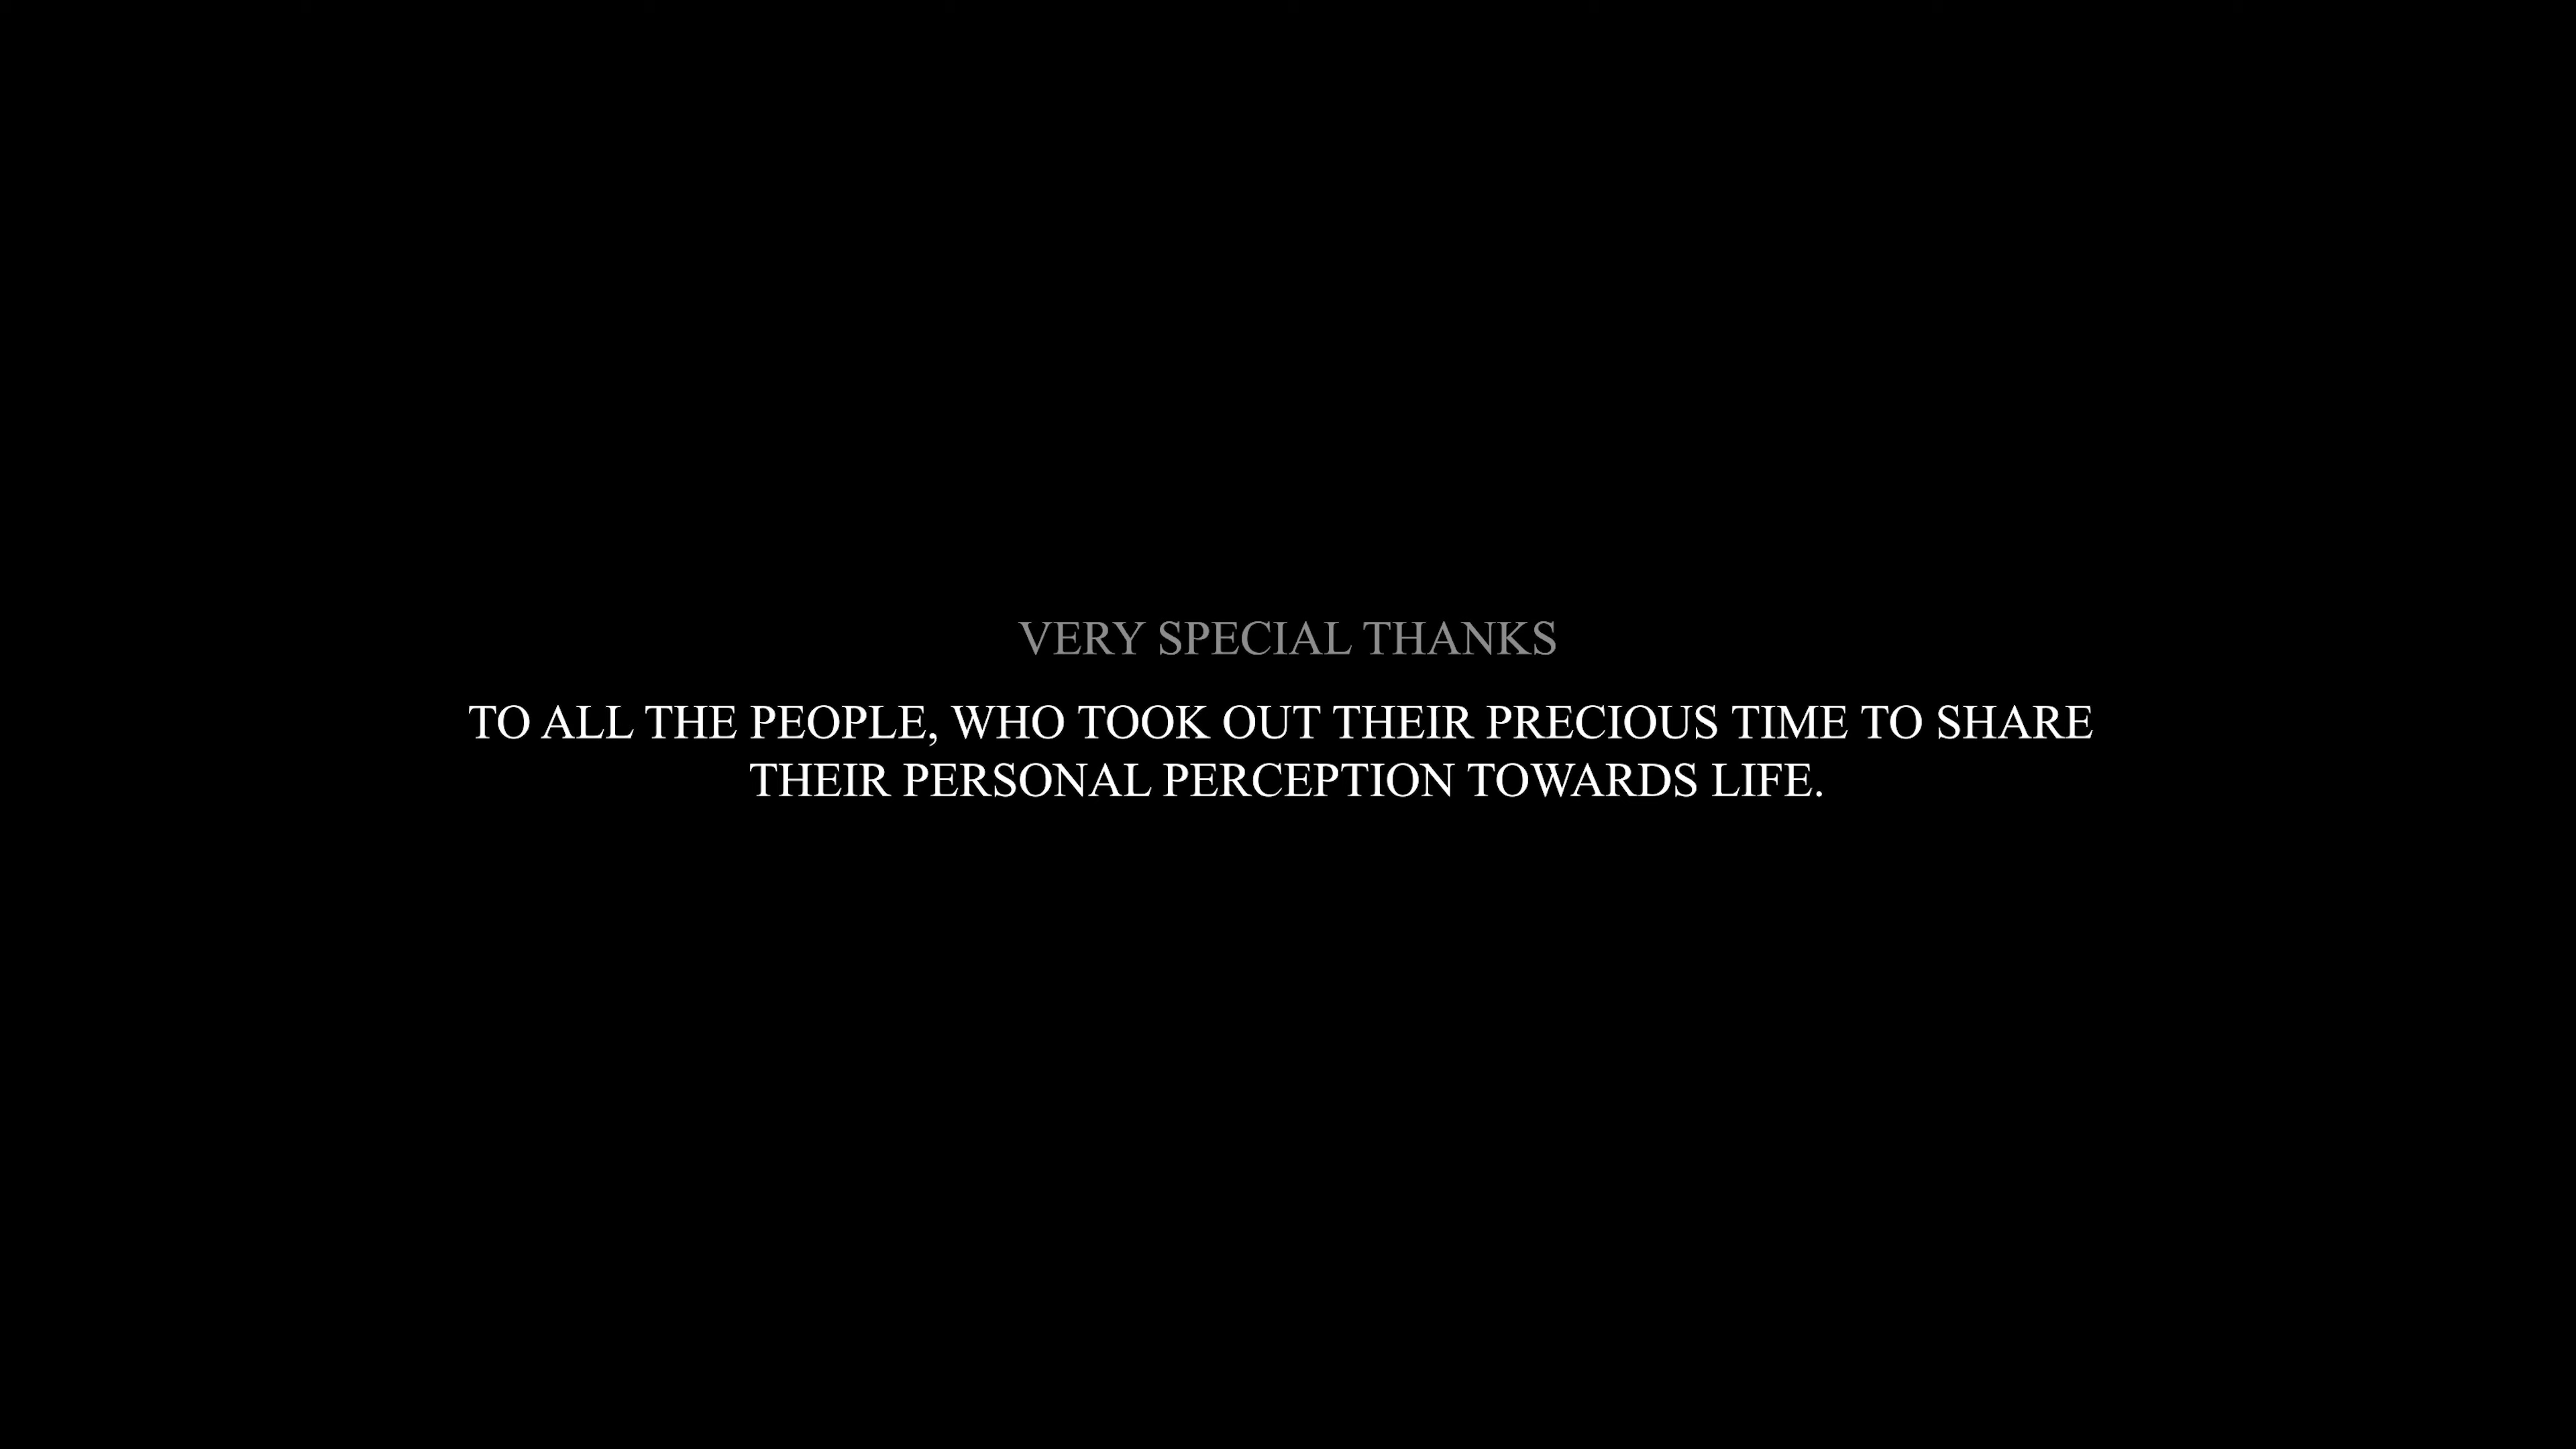 VERY SPECIAL THANKS
TO ALL THE PEOPLE, WHO TOOK OUT THEIR PRECIOUS TIME TO SHARE
THEIR PERSONAL PERCEPTION TOWARDS LIFE.